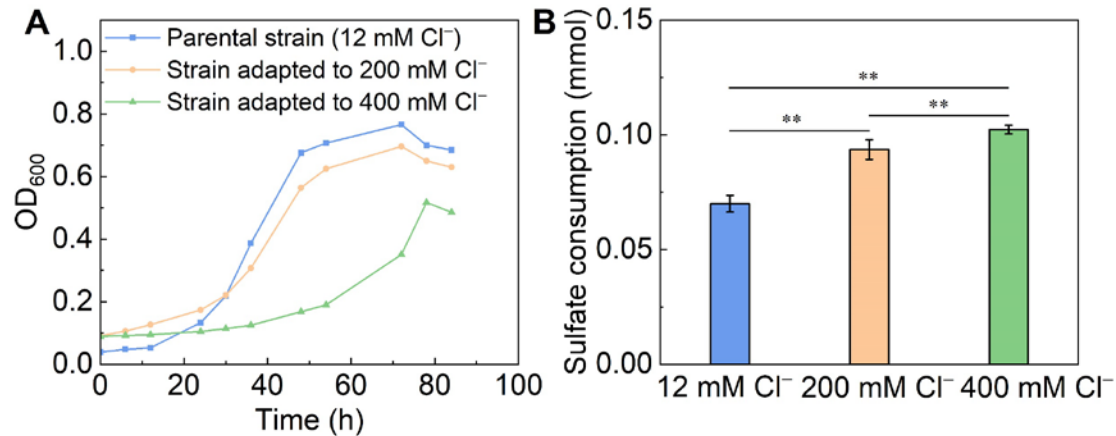 A
Parental strain (12 mM Cl⁻)
Strain adapted to 200 mM Cl⁻
Strain adapted to 400 mM Cl⁻
OD₆₀₀
1.0
0.8
0.6
0.4
0.2
0.0
0 20 40 60 80 100
Time (h)
B
Sulfate consumption (mmol)
0.15
0.10
0.05
0.00
**
** **
12 mM Cl⁻ 200 mM Cl⁻ 400 mM Cl⁻